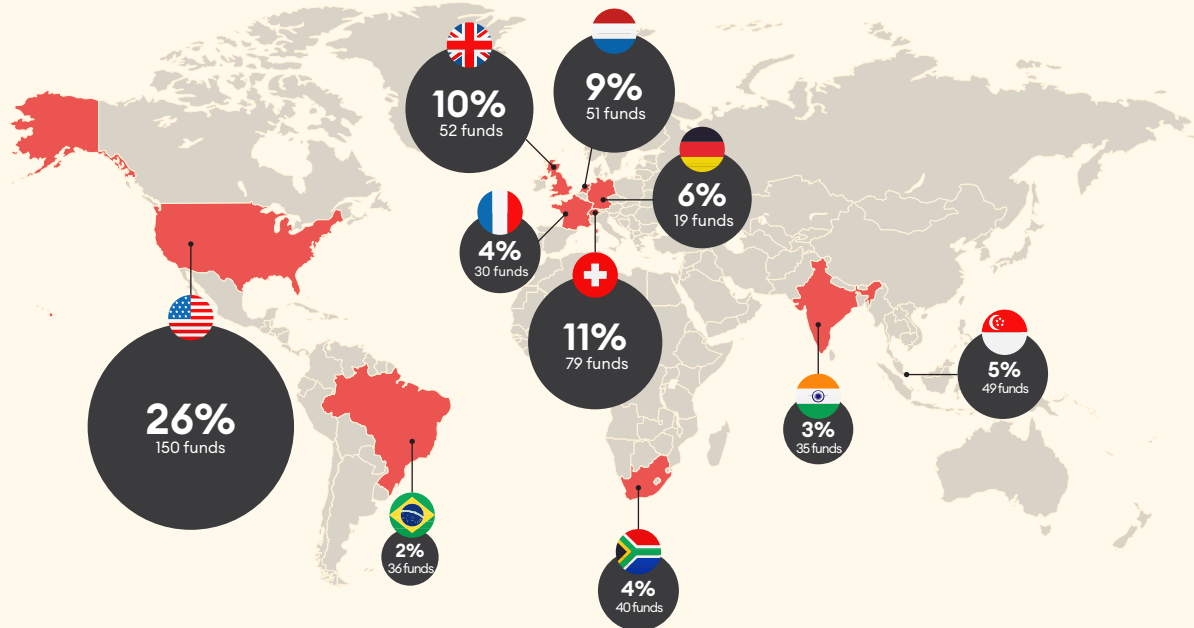 10%
52 funds
9%
51 funds
6%
19 funds
4%
30 funds
11%
79 funds
26%
150 funds
5%
49 funds
3%
35 funds
2%
36 funds
4%
40 funds